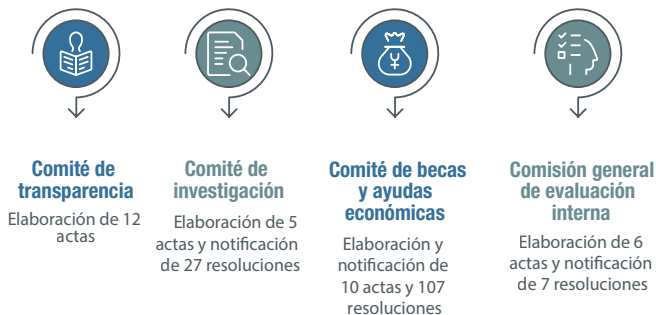 Comité de
transparencia
Elaboración de 12
actas
Comité de
investigación
Elaboración de 5
actas y notificación
de 27 resoluciones
Comité de becas
y ayudas
económicas
Elaboración y
notificación de
10 actas y 107
resoluciones
Comisión general
de evaluación
interna
Elaboración de 6
actas y notificación
de 7 resoluciones